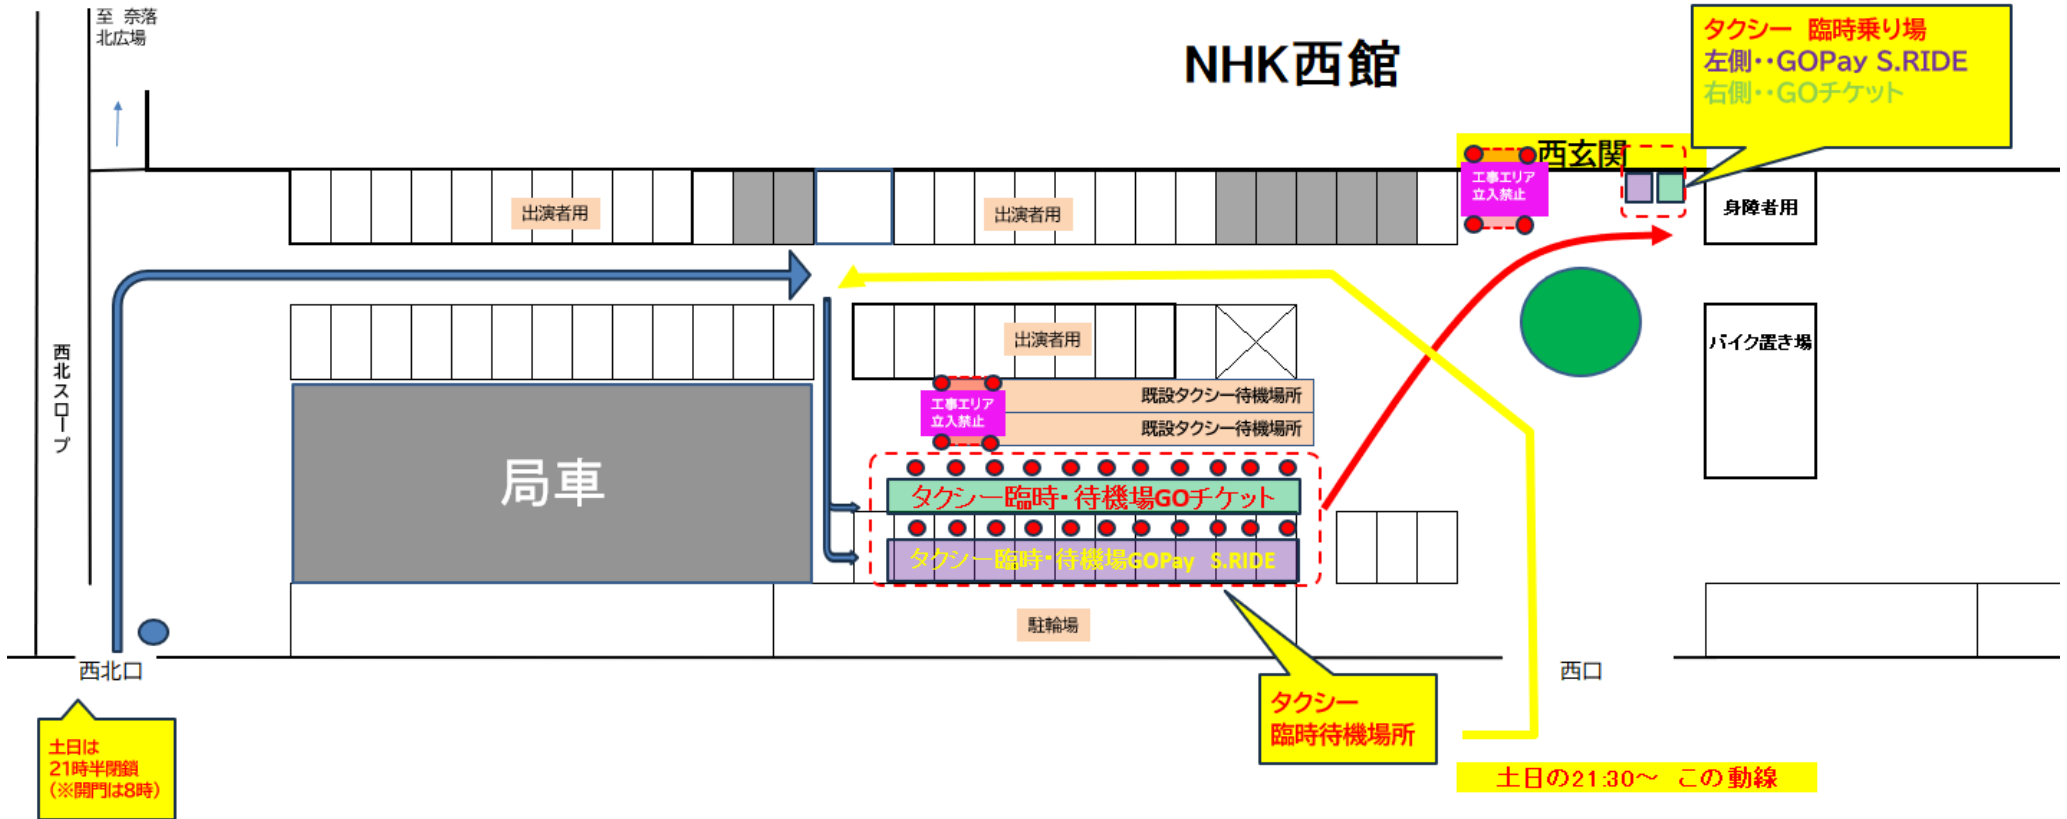 至 奈落
北広場
NHK西館
タクシー 臨時乗り場
左側‥GOPay S.RIDE
右側‥GOチケット
西玄関
工事エリア
立入禁止
出演者用
出演者用
身障者用
西北スロープ
出演者用
バイク置き場
既設タクシー待機場所
既設タクシー待機場所
工事エリア
立入禁止
局車
タクシー臨時・待機場GOチケット
タクシー臨時・待機場GOPay S.RIDE
駐輪場
西北口
西口
タクシー
臨時待機場所
土日は
21時半閉鎖
(※開門は8時)
土日の21:30～ この動線